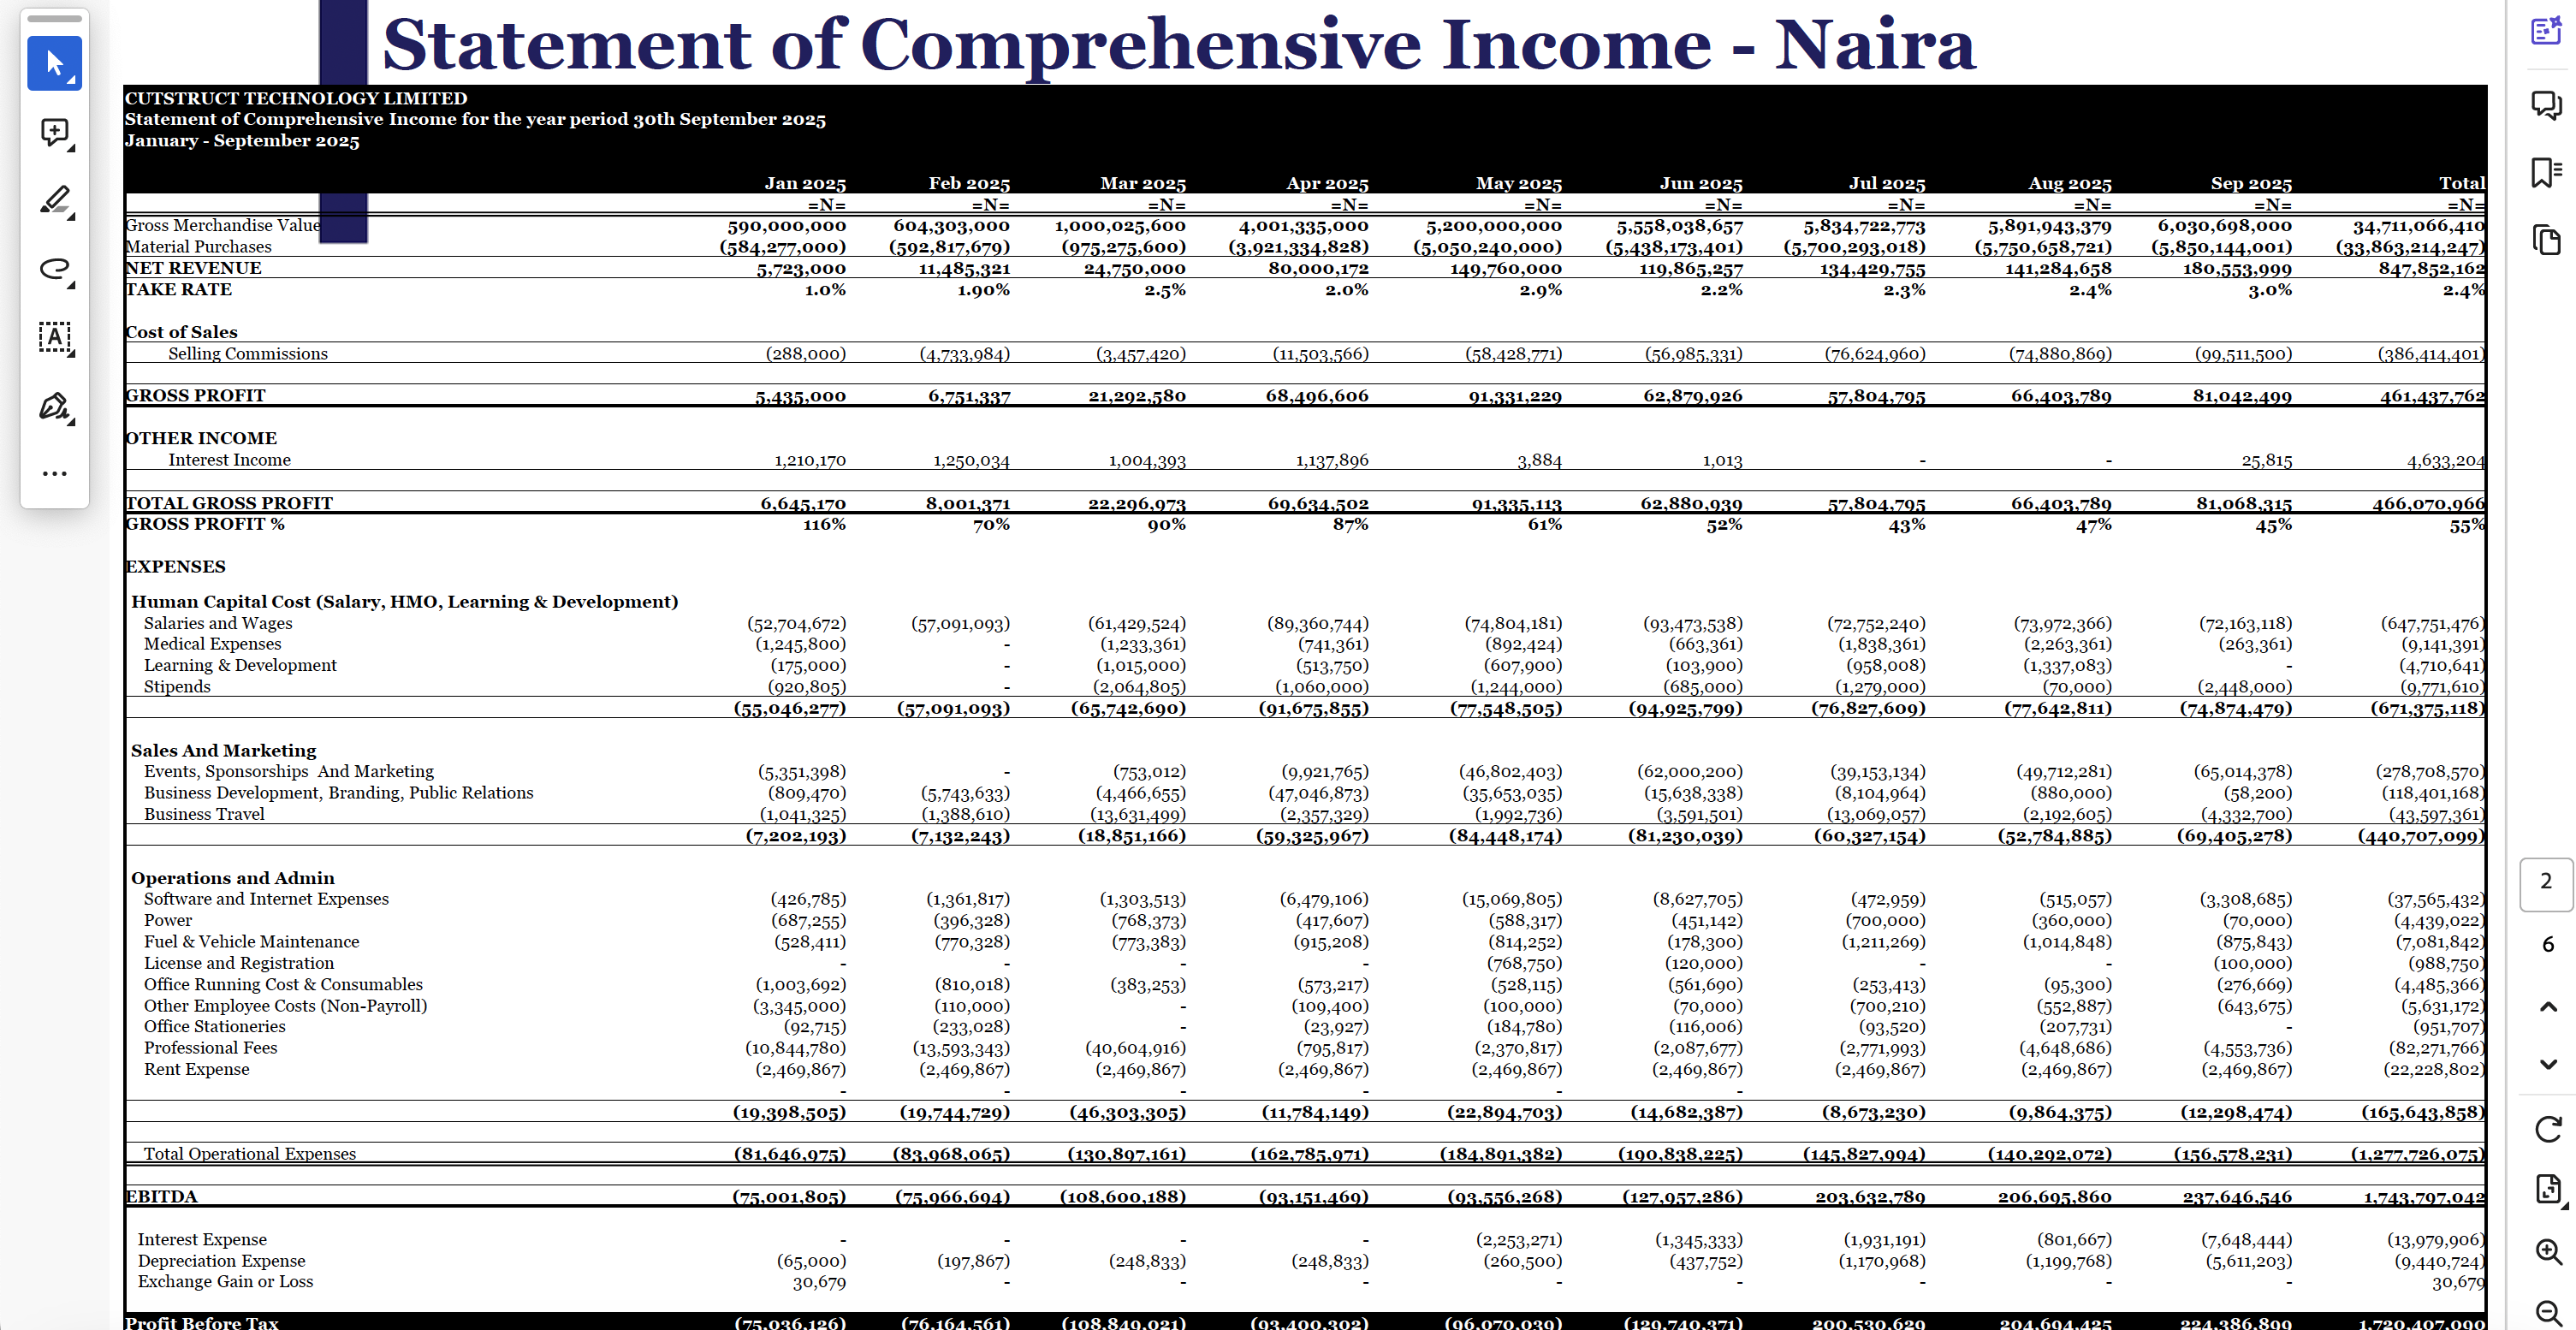 Statement of Comprehensive Income - Naira
CUTSTRUCT TECHNOLOGY LIMITED
Statement of Comprehensive Income for the year period 30th September 2025
January - September 2025
Jan 2025 Feb 2025 Mar 2025 Apr 2025 May 2025 Jun 2025 Jul 2025 Aug 2025 Sep 2025 Total
=N= =N= =N= =N= =N= =N= =N= =N= =N= =N=
Gross Merchandise Value 590,000,000 604,303,000 1,000,025,600 4,001,335,000 5,200,000,000 5,558,038,657 5,834,722,773 5,891,943,379 6,030,698,000 34,711,066,410
Material Purchases (584,277,000) (592,817,679) (975,275,600) (3,921,334,828) (5,050,240,000) (5,438,173,401) (5,700,293,018) (5,750,658,721) (5,850,144,001) (33,863,214,247)
NET REVENUE 5,723,000 11,485,321 24,750,000 80,000,172 149,760,000 119,865,257 134,429,755 141,284,658 180,553,999 847,852,162
TAKE RATE 1.0% 1.90% 2.5% 2.0% 2.9% 2.2% 2.3% 2.4% 3.0% 2.4%
Cost of Sales
Selling Commissions (288,000) (4,733,984) (3,457,420) (11,503,566) (58,428,771) (56,985,331) (76,624,960) (74,880,869) (99,511,500) (386,414,401)
GROSS PROFIT 5,435,000 6,751,337 21,292,580 68,496,606 91,331,229 62,879,926 57,804,795 66,403,789 81,042,499 461,437,762
OTHER INCOME
Interest Income 1,210,170 1,250,034 1,004,393 1,137,896 3,884 1,013 - - 25,815 4,633,204
TOTAL GROSS PROFIT 6,645,170 8,001,371 22,296,973 69,634,502 91,335,113 62,880,939 57,804,795 66,403,789 81,068,315 466,070,966
GROSS PROFIT % 116% 70% 90% 87% 61% 52% 43% 47% 45% 55%
EXPENSES
Human Capital Cost (Salary, HMO, Learning & Development)
Salaries and Wages (52,704,672) (57,091,093) (61,429,524) (89,360,744) (74,804,181) (93,473,538) (72,752,240) (73,972,366) (72,163,118) (647,751,476)
Medical Expenses (1,245,800) - (1,233,361) (741,361) (892,424) (663,361) (1,838,361) (2,263,361) (263,361) (9,141,391)
Learning & Development (175,000) - (1,015,000) (513,750) (607,900) (103,900) (958,008) (1,337,083) - (4,710,641)
Stipends (920,805) - (2,064,805) (1,060,000) (1,244,000) (685,000) (1,279,000) (70,000) (2,448,000) (9,771,610)
(55,046,277) (57,091,093) (65,742,690) (91,675,855) (77,548,505) (94,925,799) (76,827,609) (77,642,811) (74,874,479) (671,375,118)
Sales And Marketing
Events, Sponsorships And Marketing (5,351,398) - (753,012) (9,921,765) (46,802,403) (62,000,200) (39,153,134) (49,712,281) (65,014,378) (278,708,570)
Business Development, Branding, Public Relations (809,470) (5,743,633) (4,466,655) (47,046,873) (35,653,035) (15,638,338) (8,104,964) (880,000) (58,200) (118,401,168)
Business Travel (1,041,325) (1,388,610) (13,631,499) (2,357,329) (1,992,736) (3,591,501) (13,069,057) (2,192,605) (4,332,700) (43,597,361)
(7,202,193) (7,132,243) (18,851,166) (59,325,967) (84,448,174) (81,230,039) (60,327,154) (52,784,885) (69,405,278) (440,707,099)
Operations and Admin
Software and Internet Expenses (426,785) (1,361,817) (1,303,513) (6,479,106) (15,069,805) (8,627,705) (472,959) (515,057) (3,308,685) (37,565,432)
Power (687,255) (396,328) (768,373) (417,607) (588,317) (451,142) (700,000) (360,000) (70,000) (4,439,022)
Fuel & Vehicle Maintenance (528,411) (770,328) (773,383) (915,208) (814,252) (178,300) (1,211,269) (1,014,848) (875,843) (7,081,842)
License and Registration - - - - (768,750) (120,000) - - (100,000) (988,750)
Office Running Cost & Consumables (1,003,692) (810,018) (383,253) (573,217) (528,115) (561,690) (253,413) (95,300) (276,669) (4,485,366)
Other Employee Costs (Non-Payroll) (3,345,000) (110,000) - (109,400) (100,000) (70,000) (700,210) (552,887) (643,675) (5,631,172)
Office Stationeries (92,715) (233,028) - (23,927) (184,780) (116,006) (93,520) (207,731) - (951,707)
Professional Fees (10,844,780) (13,593,343) (40,604,916) (795,817) (2,370,817) (2,087,677) (2,771,993) (4,648,686) (4,553,736) (82,271,766)
Rent Expense (2,469,867) (2,469,867) (2,469,867) (2,469,867) (2,469,867) (2,469,867) (2,469,867) (2,469,867) (2,469,867) (22,228,802)
- - - - - -
(19,398,505) (19,744,729) (46,303,305) (11,784,149) (22,894,703) (14,682,387) (8,673,230) (9,864,375) (12,298,474) (165,643,858)
Total Operational Expenses (81,646,975) (83,968,065) (130,897,161) (162,785,971) (184,891,382) (190,838,225) (145,827,994) (140,292,072) (156,578,231) (1,277,726,075)
EBITDA (75,001,805) (75,966,694) (108,600,188) (93,151,469) (93,556,268) (127,957,286) 203,632,789 206,695,860 237,646,546 1,743,797,042
Interest Expense - - - - (2,253,271) (1,345,333) (1,931,191) (801,667) (7,648,444) (13,979,906)
Depreciation Expense (65,000) (197,867) (248,833) (248,833) (260,500) (437,752) (1,170,968) (1,199,768) (5,611,203) (9,440,724)
Exchange Gain or Loss 30,679 - - - - - - - - 30,679
Profit Before Tax (75,036,126) (76,164,561) (108,849,021) (93,400,302) (96,070,039) (129,740,371) 200,530,629 204,694,425 224,386,899 1,720,407,090
2
6